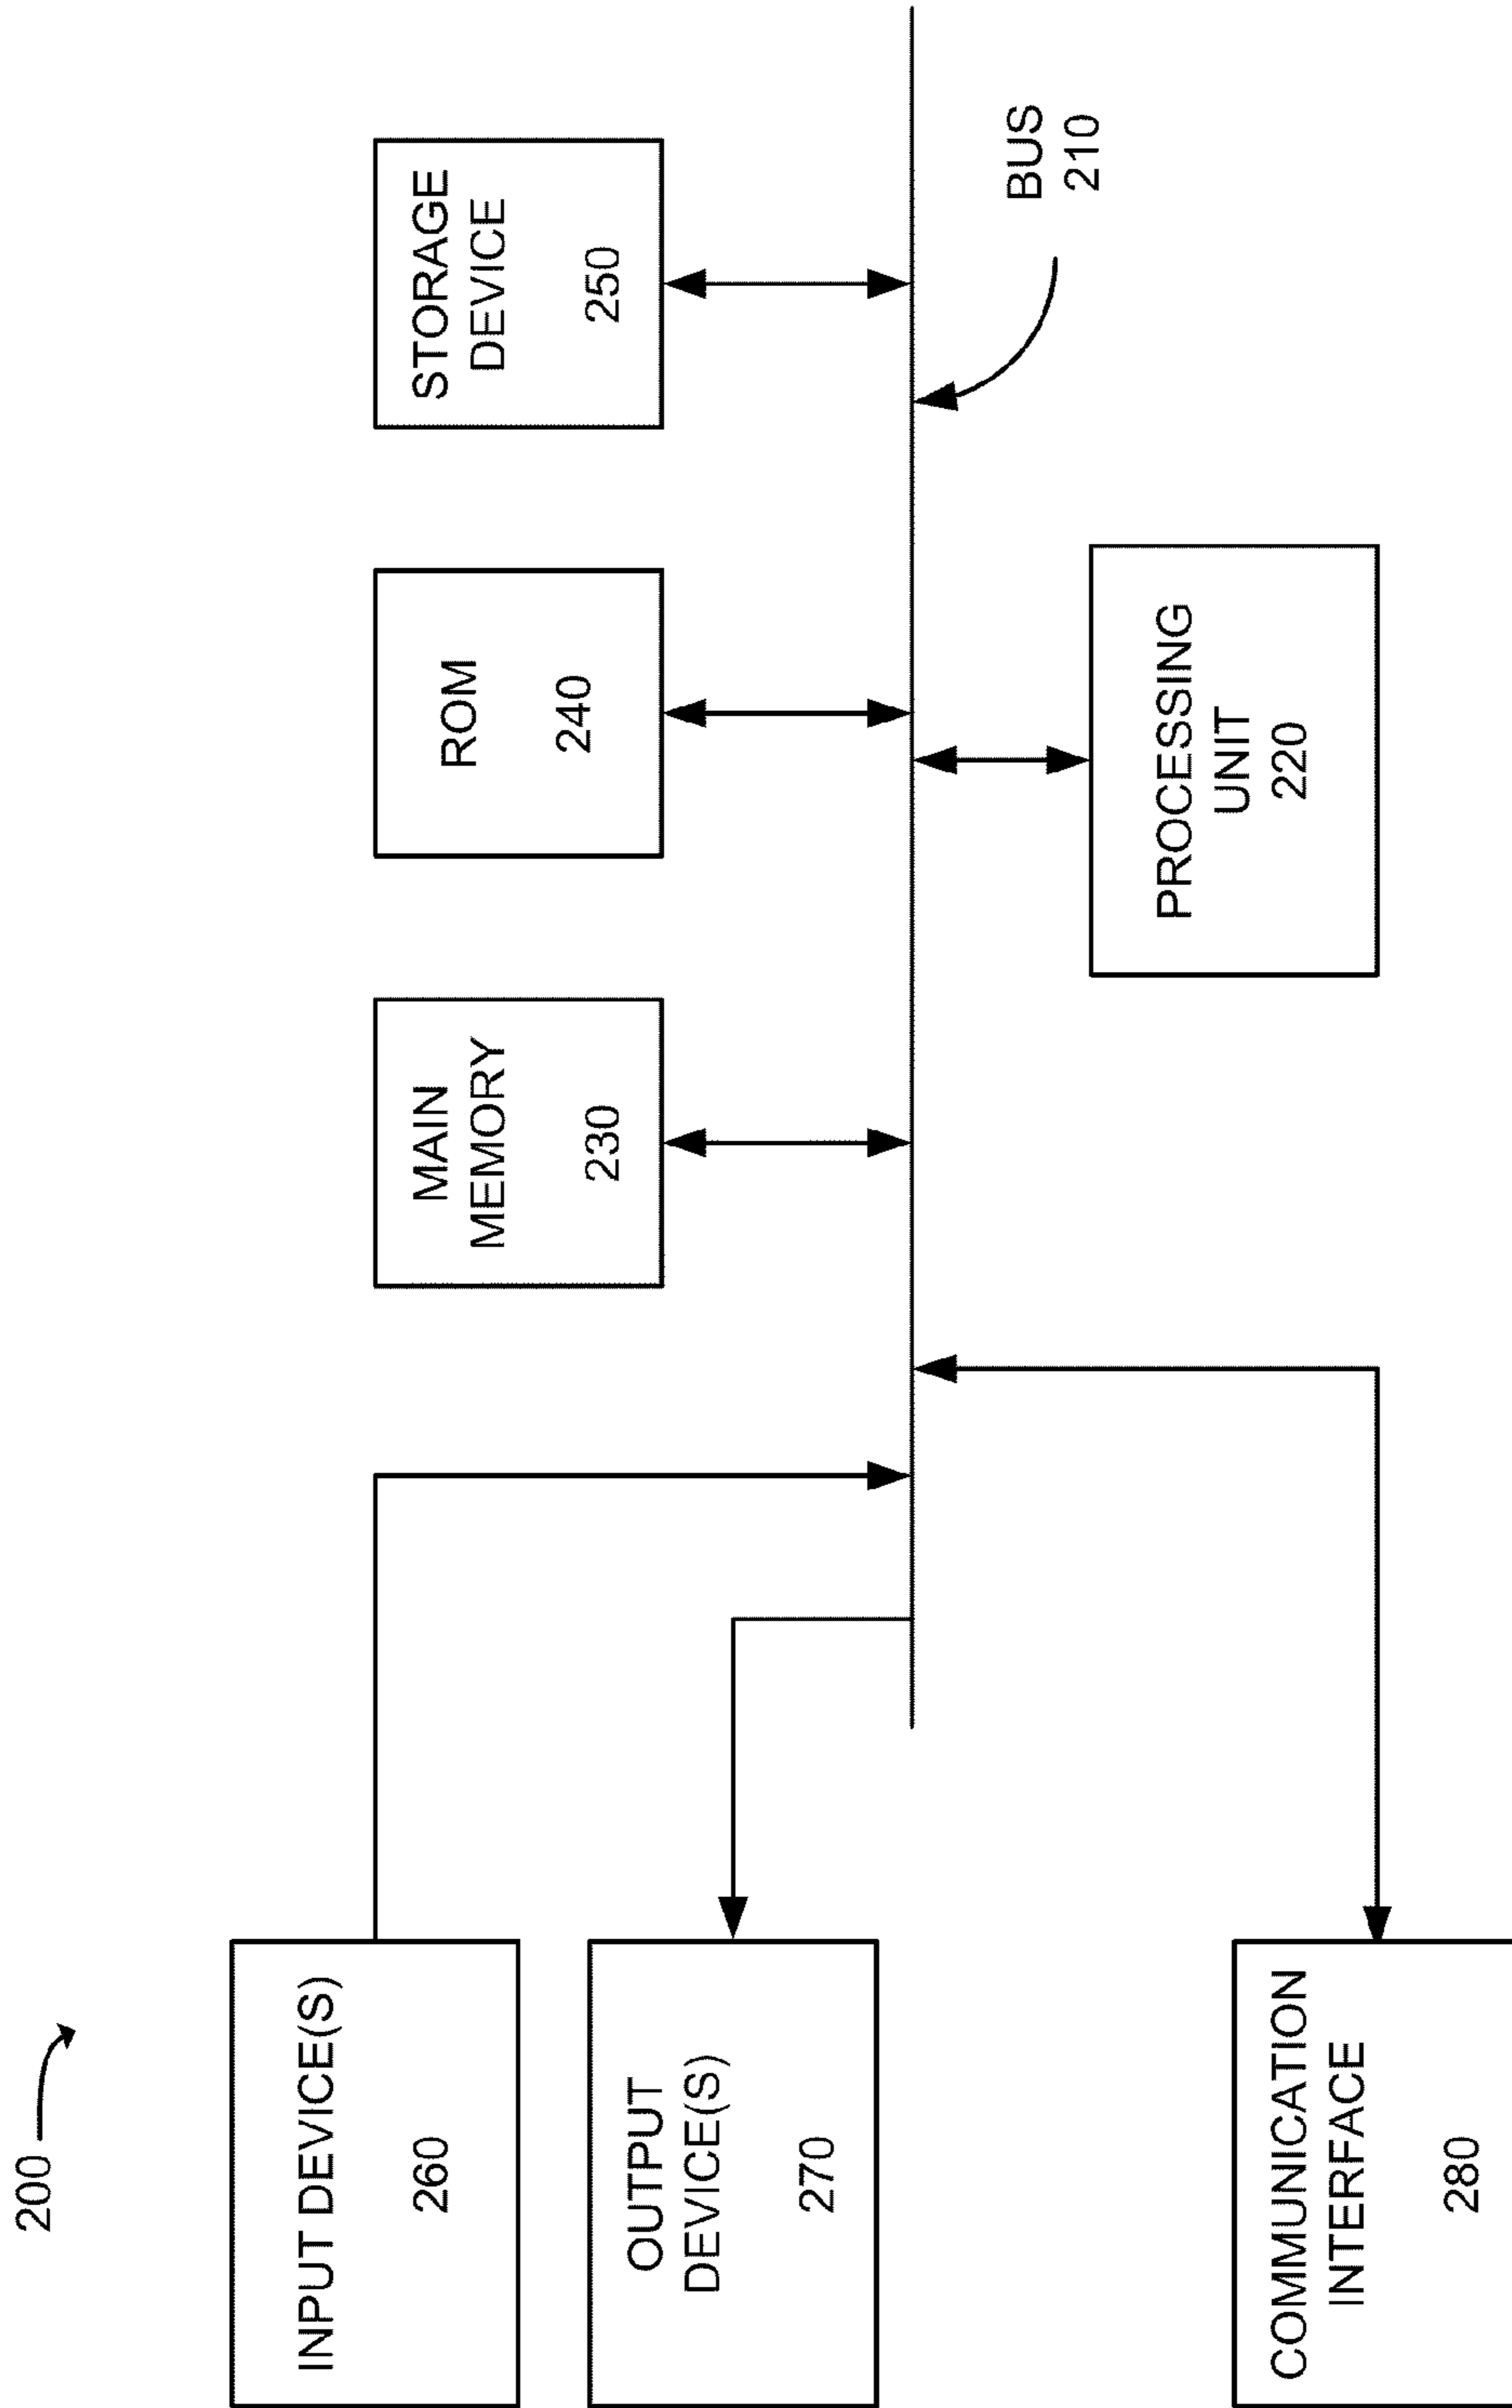 200
INPUT DEVICE(S)
260
OUTPUT
DEVICE(S)
270
COMMUNICATION
INTERFACE
280
MAIN
MEMORY
230
ROM
240
STORAGE
DEVICE
250
PROCESSING
UNIT
220
BUS
210